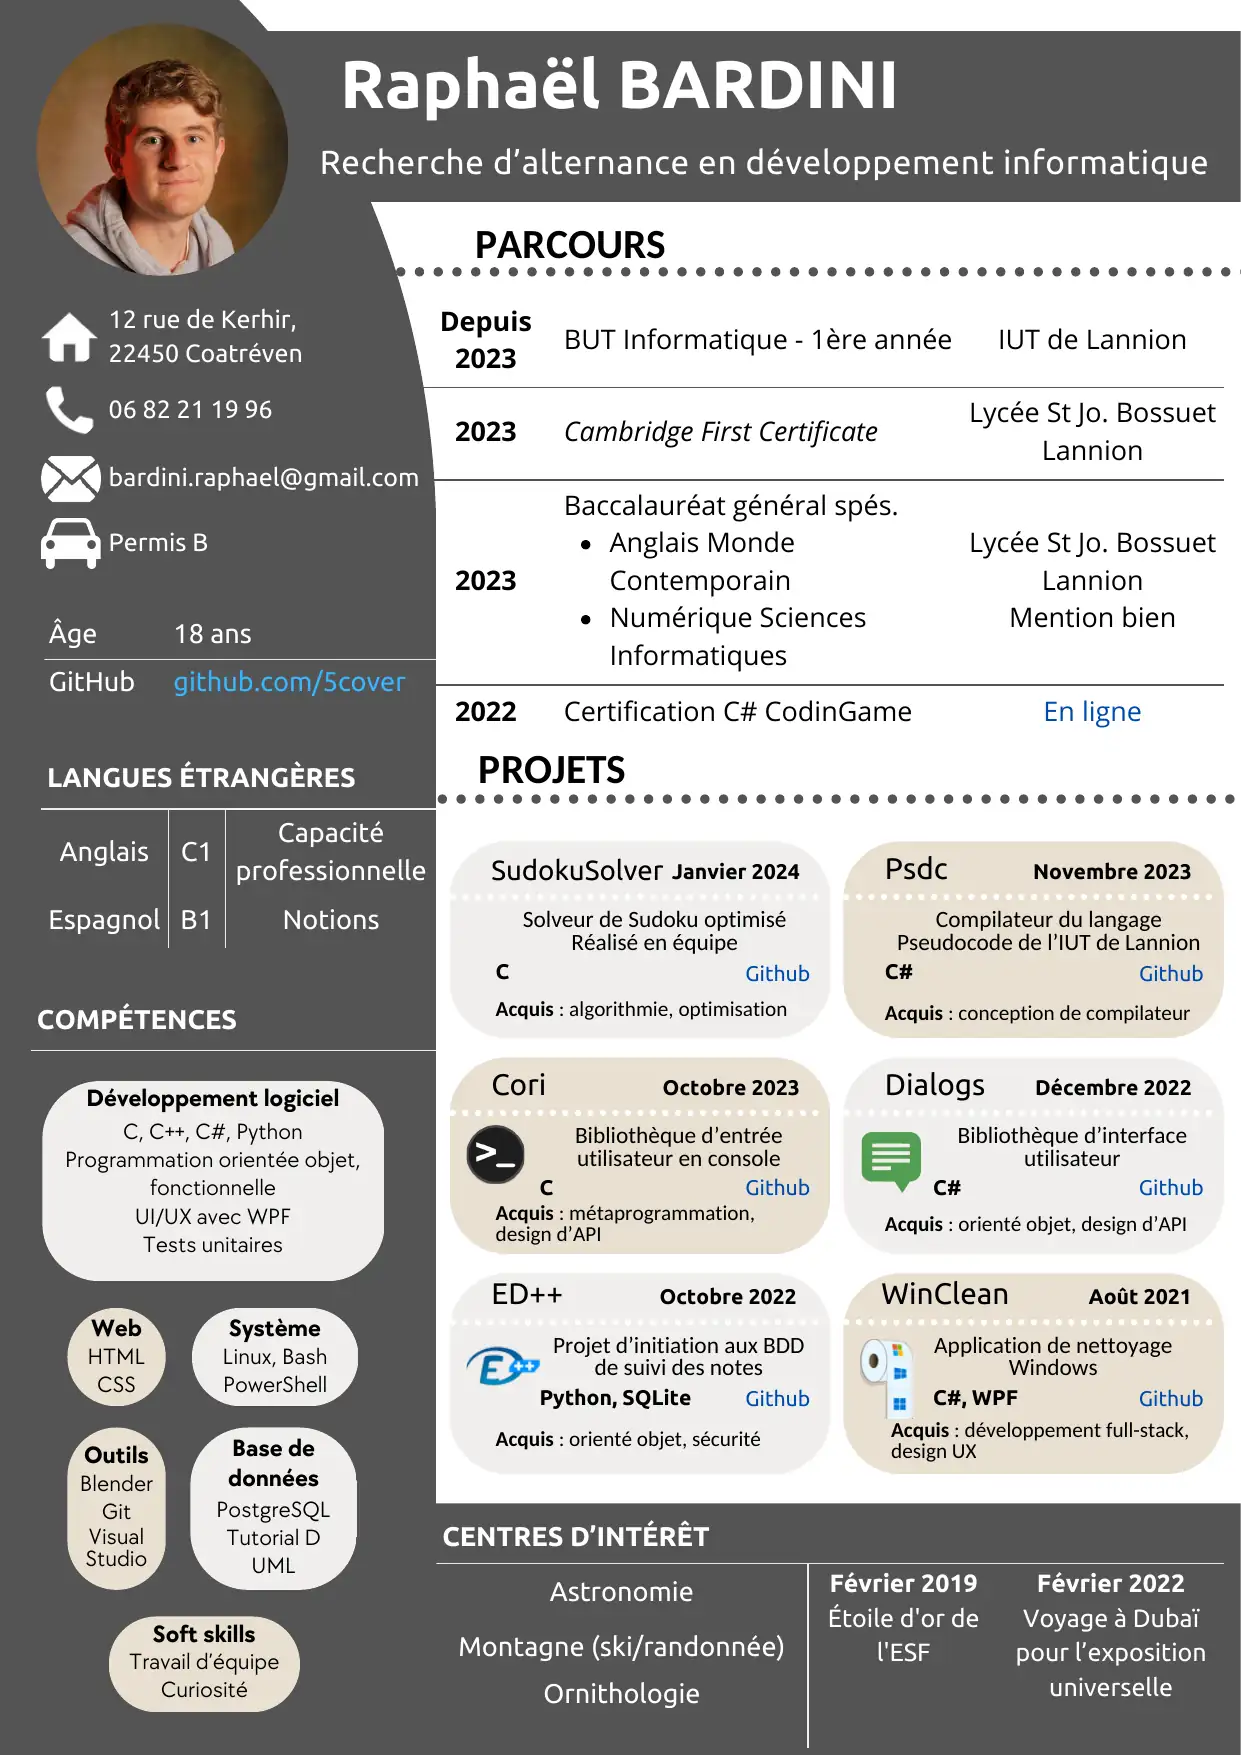 Raphaël BARDINI
Recherche d’alternance en développement informatique
12 rue de Kerhir,
22450 Coatréven
06 82 21 19 96
bardini.raphael@gmail.com
Permis B
Âge 18 ans
GitHub github.com/5cover
LANGUES ÉTRANGÈRES
Anglais C1 Capacité
professionnelle
Espagnol B1 Notions
COMPÉTENCES
Développement logiciel
C, C++, C#, Python
Programmation orientée objet,
fonctionnelle
UI/UX avec WPF
Tests unitaires
Web
HTML
CSS
Système
Linux, Bash
PowerShell
Outils
Blender
Git
Visual
Studio
Base de
données
PostgreSQL
Tutorial D
UML
Soft skills
Travail d’équipe
Curiosité
PARCOURS
Depuis
2023
BUT Informatique - 1ère année
IUT de Lannion
2023
Cambridge First Certificate
Lycée St Jo. Bossuet
Lannion
2023
Baccalauréat général spés.
• Anglais Monde
Contemporain
• Numérique Sciences
Informatiques
Lycée St Jo. Bossuet
Lannion
Mention bien
2022 Certification C# CodinGame En ligne
PROJETS
SudokuSolver Janvier 2024
Solveur de Sudoku optimisé
Réalisé en équipe
C Github
Acquis : algorithmie, optimisation
Psdc Novembre 2023
Compilateur du langage
Pseudocode de l’IUT de Lannion
C# Github
Acquis : conception de compilateur
Cori Octobre 2023
>_
Bibliothèque d’entrée
utilisateur en console
C Github
Acquis : métaprogrammation,
design d’API
Dialogs Décembre 2022
Bibliothèque d’interface
utilisateur
C# Github
Acquis : orienté objet, design d’API
ED++ Octobre 2022
E++
Projet d’initiation aux BDD
de suivi des notes
Python, SQLite Github
Acquis : orienté objet, sécurité
WinClean Août 2021
Application de nettoyage
Windows
C#, WPF Github
Acquis : développement full-stack,
design UX
CENTRES D’INTÉRÊT
Astronomie
Montagne (ski/randonnée)
Ornithologie
Février 2019
Étoile d'or de
l'ESF
Février 2022
Voyage à Dubaï
pour l’exposition
universelle